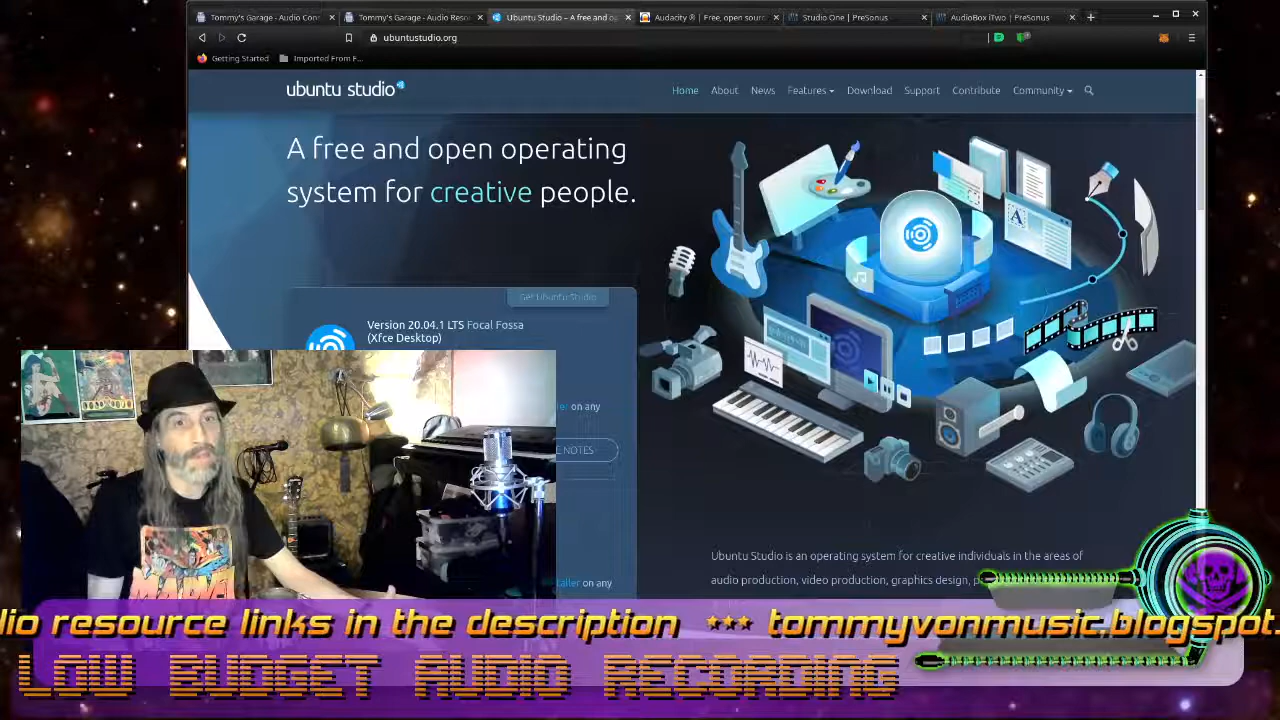 Tommy's Garage - Audio Con
Tommy's Garage - Audio Reso
Ubuntu Studio – A free and op
Audacity ® | Free, open sour
Studio One | PreSonus
AudioBox iTwo | PreSonus
ubuntustudio.org
Getting Started
Imported From F...
ubuntu studio
Home
About
News
Features
Download
Support
Contribute
Community
A free and open operating
system for creative people.
Get Ubuntu Studio
Version 20.04.1 LTS Focal Fossa
(Xfce Desktop)
on any
NOTES
on any
Ubuntu Studio is an operating system for creative individuals in the areas of
audio production, video production, graphics design,
MARVEL
dio resource links in the description *** tommyvonmusic.blogspot.
LOW BUDGET AUDIO RECORDING